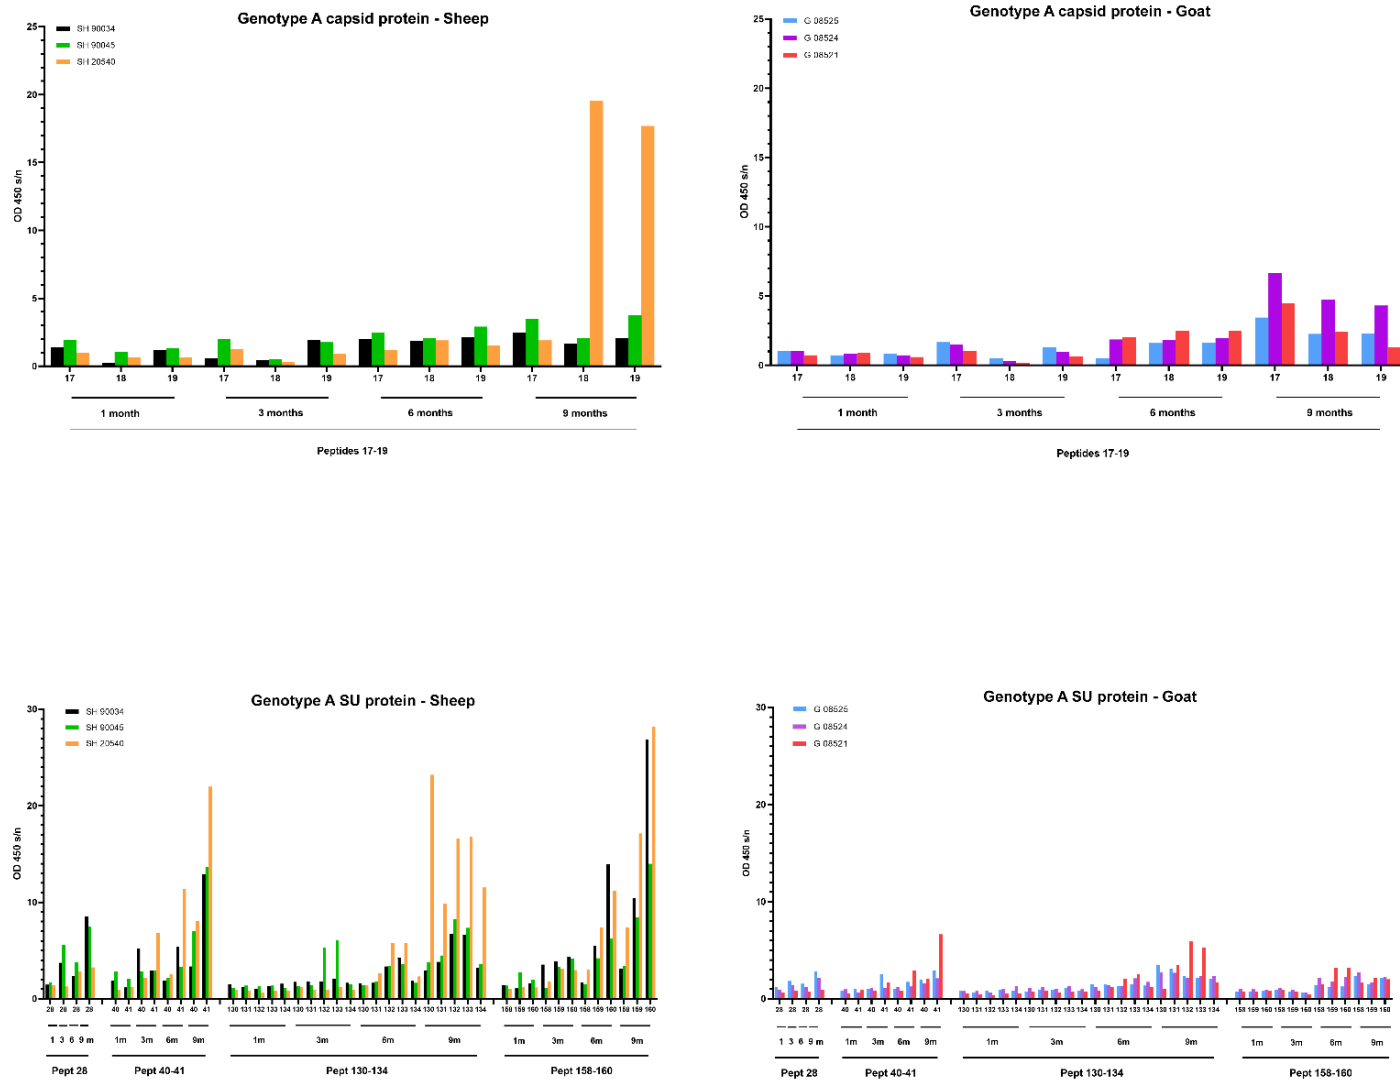 Genotype A capsid protein - Sheep
SH 90034
SH 90045
SH 20540
25
20
15
10
5
0
OD 450 s/n
17 18 19 17 18 19 17 18 19 17 18 19
1 month 3 months 6 months 9 months
Peptides 17-19
Genotype A capsid protein - Goat
G 08525
G 08524
G 08521
25
20
15
10
5
0
OD 450 s/n
17 18 19 17 18 19 17 18 19 17 18 19
1 month 3 months 6 months 9 months
Peptides 17-19
Genotype A SU protein - Sheep
SH 90034
SH 90045
SH 20540
30
20
10
0
OD 450 s/n
28 28 28 28 40 41 40 41 40 41 40 41 130 131 132 133 134 130 131 132 133 134 130 131 132 133 134 130 131 132 133 134 158 159 160 158 159 160 158 159 160 158 159 160
1 3 6 9 m 1m 3m 6m 9m 1m 3m 6m 9m 1m 3m 6m 9m
Pept 28 Pept 40-41 Pept 130-134 Pept 158-160
Genotype A SU protein - Goat
G 08525
G 08524
G 08521
30
20
10
0
OD 450 s/n
28 28 28 28 40 41 40 41 40 41 40 41 130 131 132 133 134 130 131 132 133 134 130 131 132 133 134 130 131 132 133 134 158 159 160 158 159 160 158 159 160 158 159 160
1 3 6 9 m 1m 3m 6m 9m 1m 3m 6m 9m 1m 3m 6m 9m
Pept 28 Pept 40-41 Pept 130-134 Pept 158-160